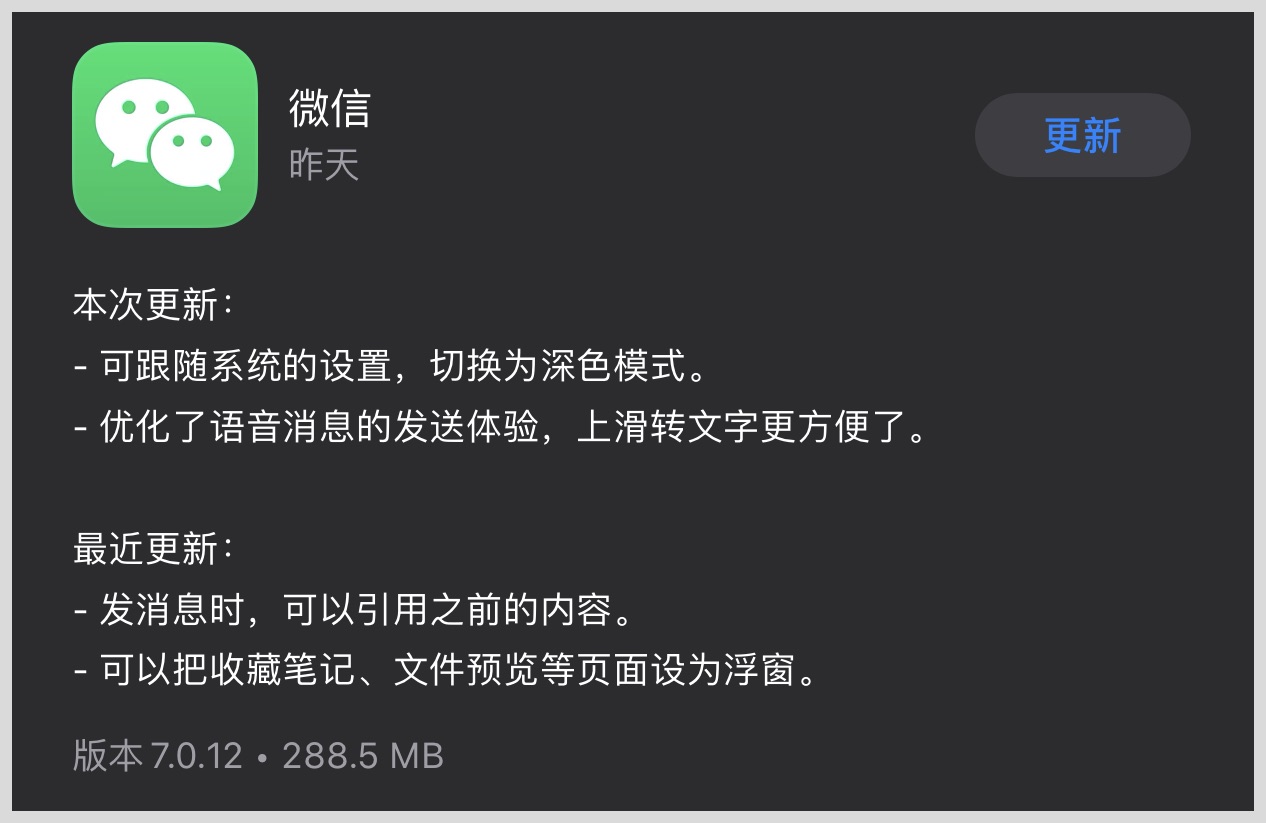 微信
昨天
更新
本次更新：
- 可跟随系统的设置，切换为深色模式。
- 优化了语音消息的发送体验，上滑转文字更方便了。
最近更新：
- 发消息时，可以引用之前的内容。
- 可以把收藏笔记、文件预览等页面设为浮窗。
版本 7.0.12 • 288.5 MB